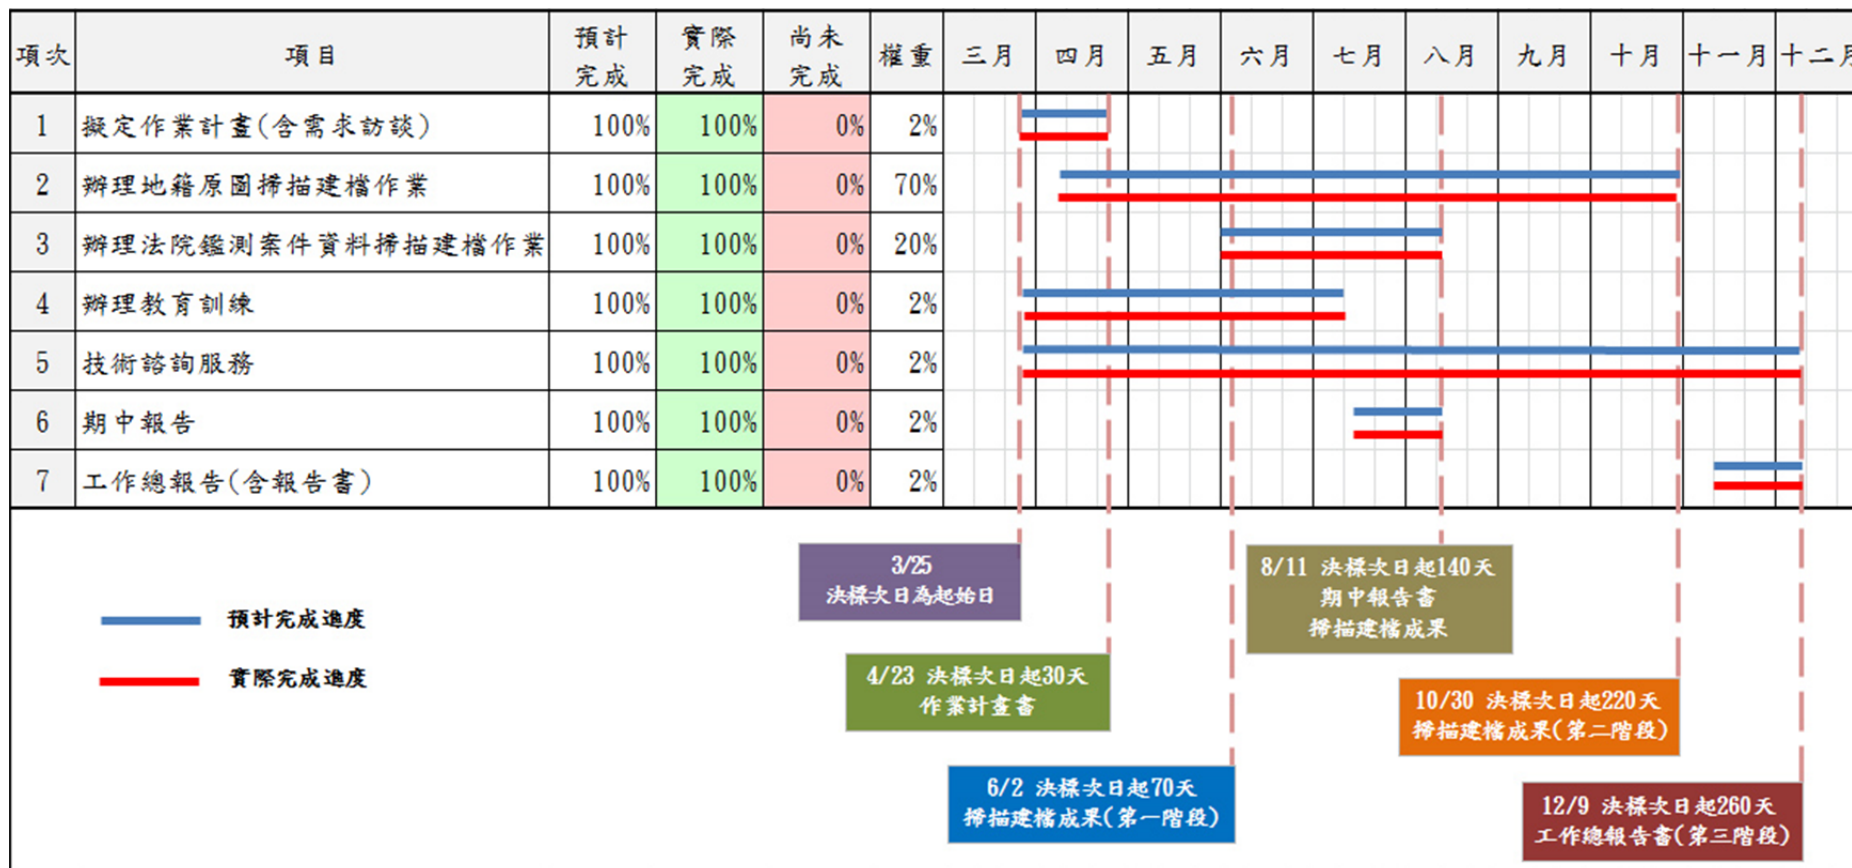 項次 項目 預計完成 實際完成 尚未完成 權重 三月 四月 五月 六月 七月 八月 九月 十月 十一月 十二月
1 擬定作業計畫(含需求訪談) 100% 100% 0% 2%
2 辦理地籍原圖掃描建檔作業 100% 100% 0% 70%
3 辦理法院鑑測案件資料掃描建檔作業 100% 100% 0% 20%
4 辦理教育訓練 100% 100% 0% 2%
5 技術諮詢服務 100% 100% 0% 2%
6 期中報告 100% 100% 0% 2%
7 工作總報告(含報告書) 100% 100% 0% 2%
預計完成進度
實際完成進度
3/25
決標次日為起始日
4/23 決標次日起30天
作業計畫書
6/2 決標次日起70天
掃描建檔成果(第一階段)
8/11 決標次日起140天
期中報告書
掃描建檔成果
10/30 決標次日起220天
掃描建檔成果(第二階段)
12/9 決標次日起260天
工作總報告書(第三階段)